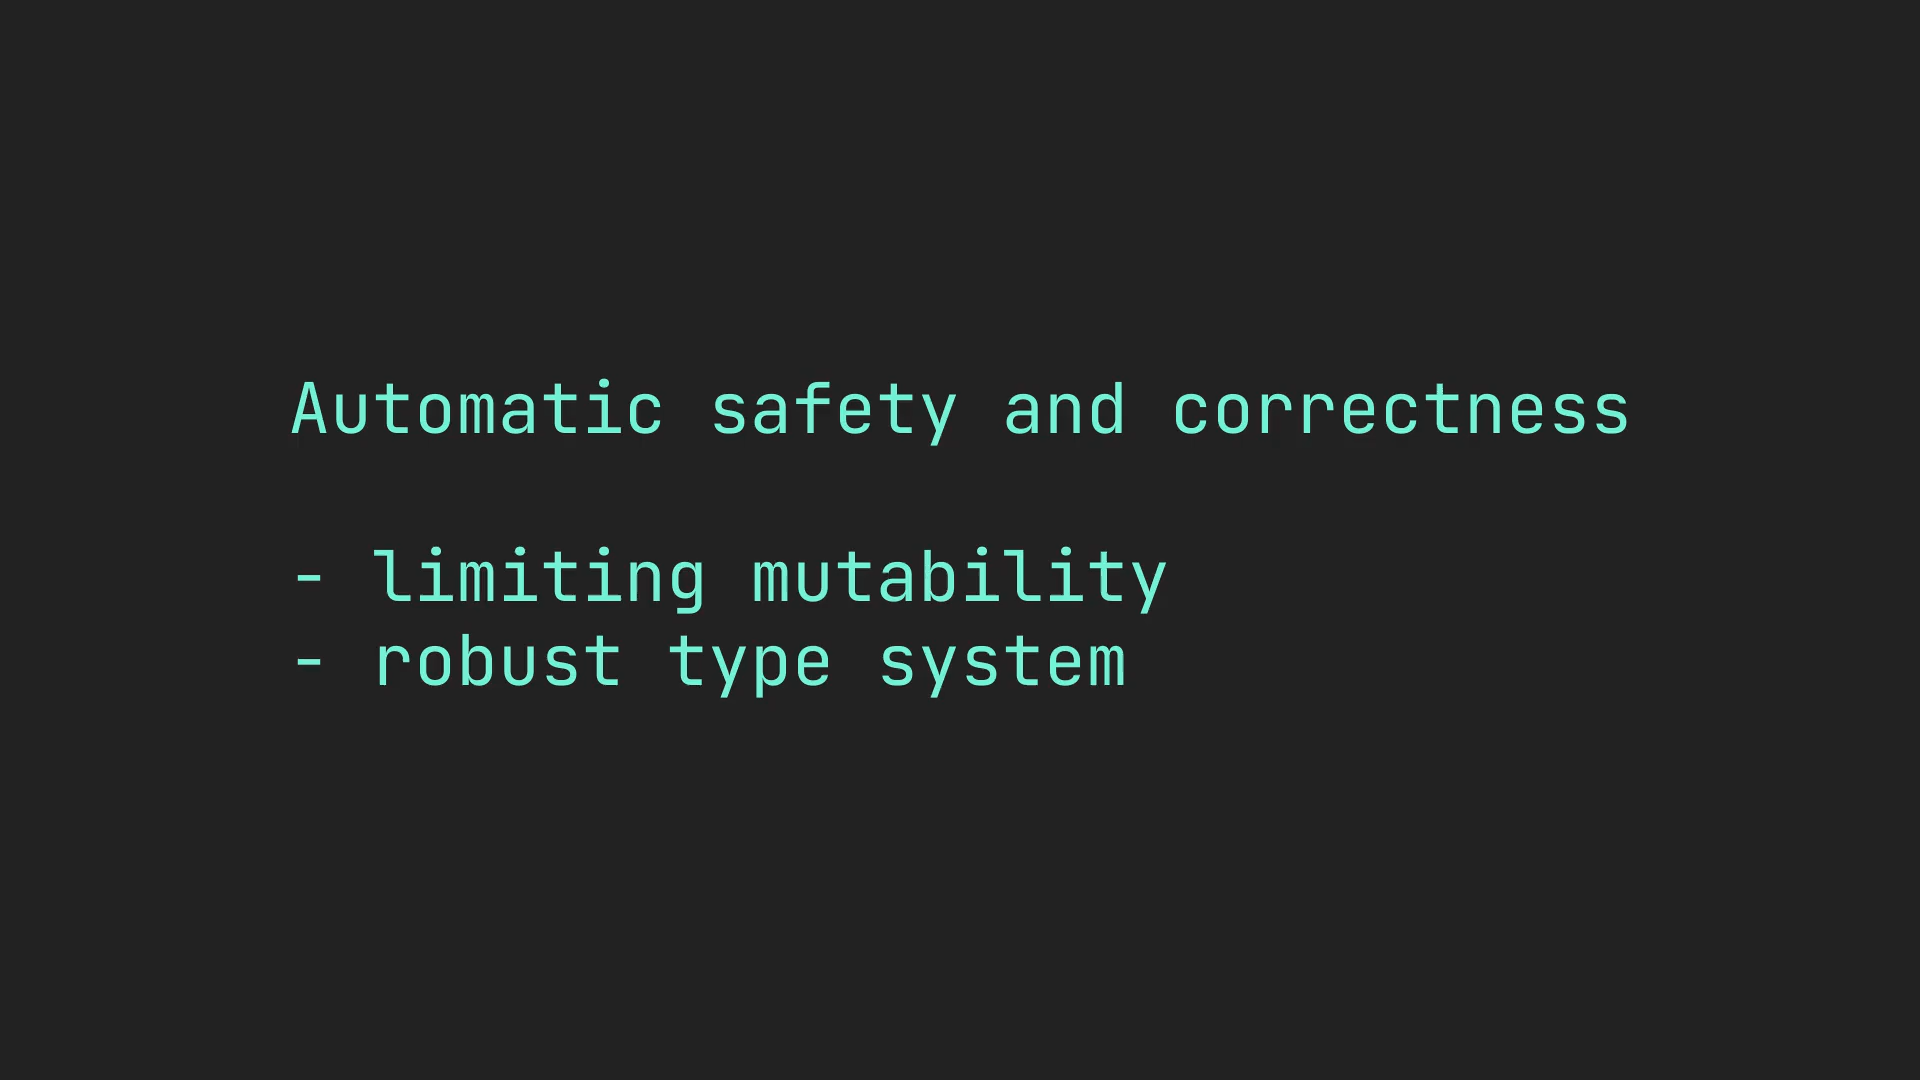 Automatic safety and correctness
- limiting mutability
- robust type system